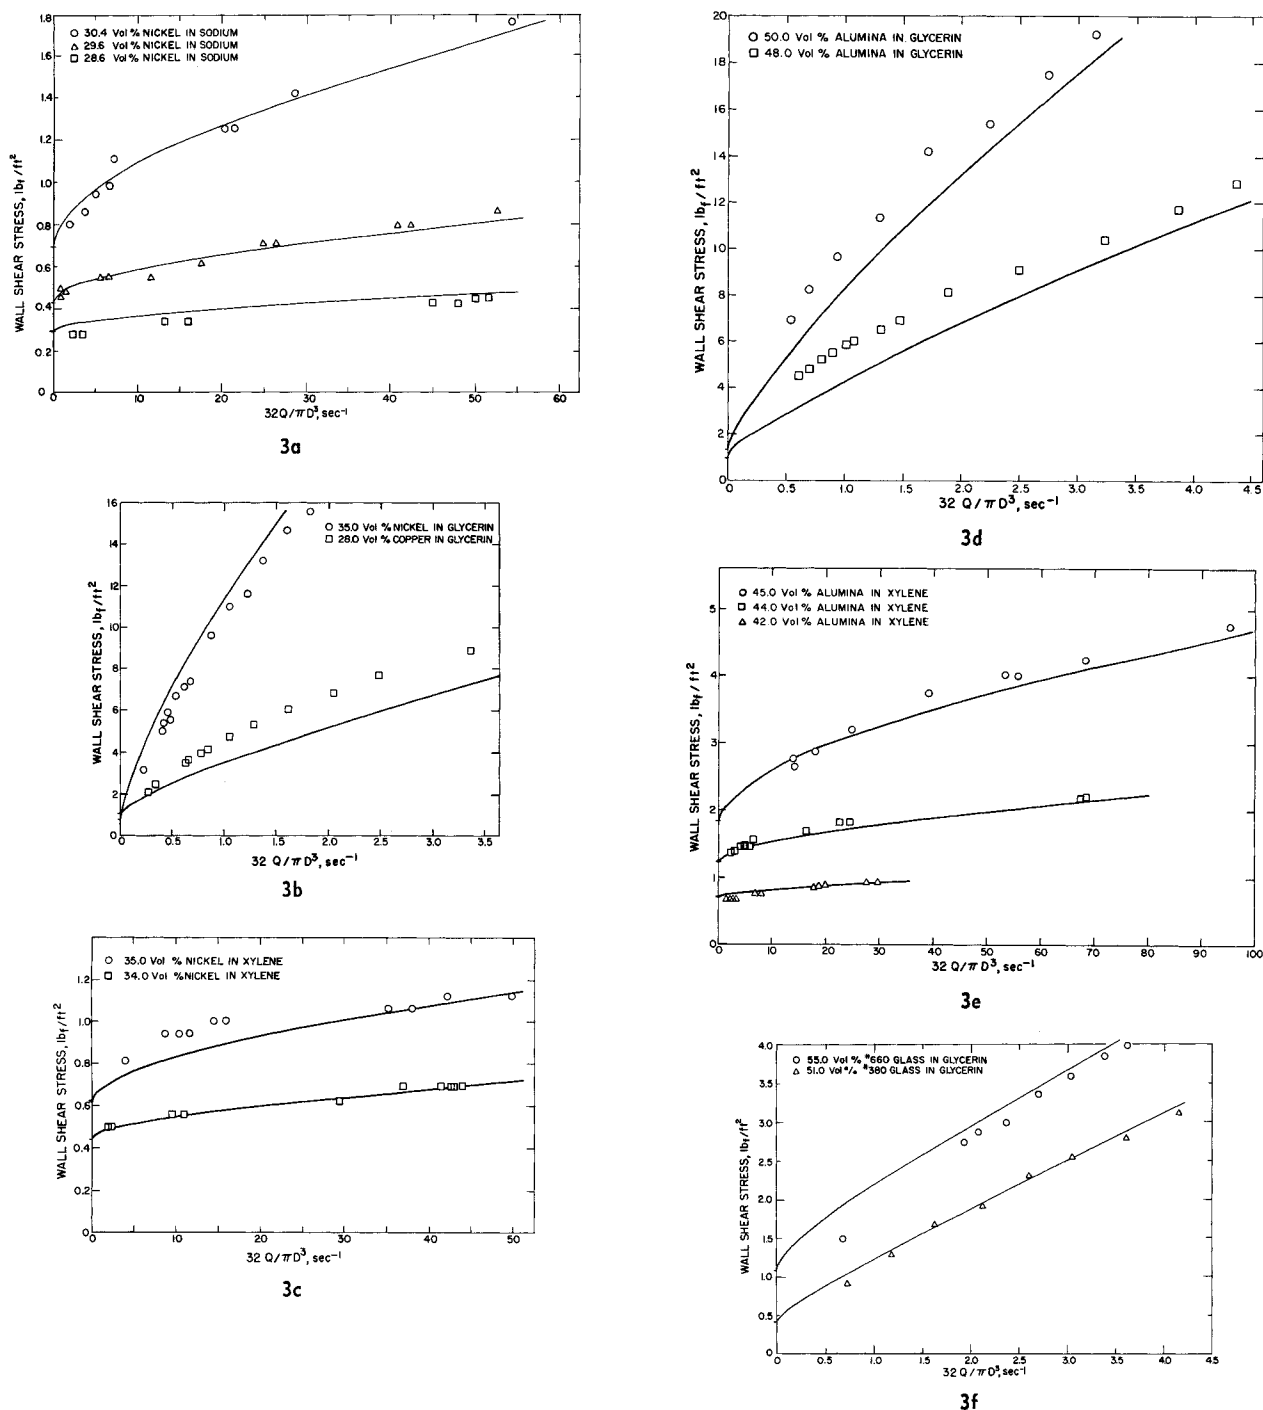 ○ 30.4 Vol % NICKEL IN SODIUM
△ 29.6 Vol % NICKEL IN SODIUM
□ 28.6 Vol % NICKEL IN SODIUM
1.8
1.6
1.4
1.2
1.0
0.8
0.6
0.4
0.2
0
WALL SHEAR STRESS, lbf/ft²
0 10 20 30 40 50 60
32Q/πD³, sec⁻¹
3a
○ 35.0 Vol % NICKEL IN GLYCERIN
□ 28.0 Vol % COPPER IN GLYCERIN
16
14
12
10
8
6
4
2
0
WALL SHEAR STRESS, lbf/ft²
0 0.5 1.0 1.5 2.0 2.5 3.0 3.5
32 Q/πD³, sec⁻¹
3b
○ 35.0 Vol % NICKEL IN XYLENE
□ 34.0 Vol % NICKEL IN XYLENE
1.2
1.0
0.8
0.6
0.4
0.2
0
WALL SHEAR STRESS, lbf/ft²
0 10 20 30 40 50
32 Q/πD³, sec⁻¹
3c
○ 50.0 Vol % ALUMINA IN GLYCERIN
□ 48.0 Vol % ALUMINA IN GLYCERIN
20
18
16
14
12
10
8
6
4
2
0
WALL SHEAR STRESS, lbf/ft²
0 0.5 1.0 1.5 2.0 2.5 3.0 3.5 4.0 4.5
32 Q/πD³, sec⁻¹
3d
○ 45.0 Vol % ALUMINA IN XYLENE
□ 44.0 Vol % ALUMINA IN XYLENE
△ 42.0 Vol % ALUMINA IN XYLENE
5
4
3
2
1
0
WALL SHEAR STRESS, lbf/ft²
0 10 20 30 40 50 60 70 80 90 100
32 Q/πD³, sec⁻¹
3e
○ 55.0 Vol % #660 GLASS IN GLYCERIN
△ 51.0 Vol % #380 GLASS IN GLYCERIN
4.0
3.5
3.0
2.5
2.0
1.5
1.0
0.5
0
WALL SHEAR STRESS, lbf/ft²
0 0.5 1.0 1.5 2.0 2.5 3.0 3.5 4.0 4.5
32 Q/πD³, sec⁻¹
3f